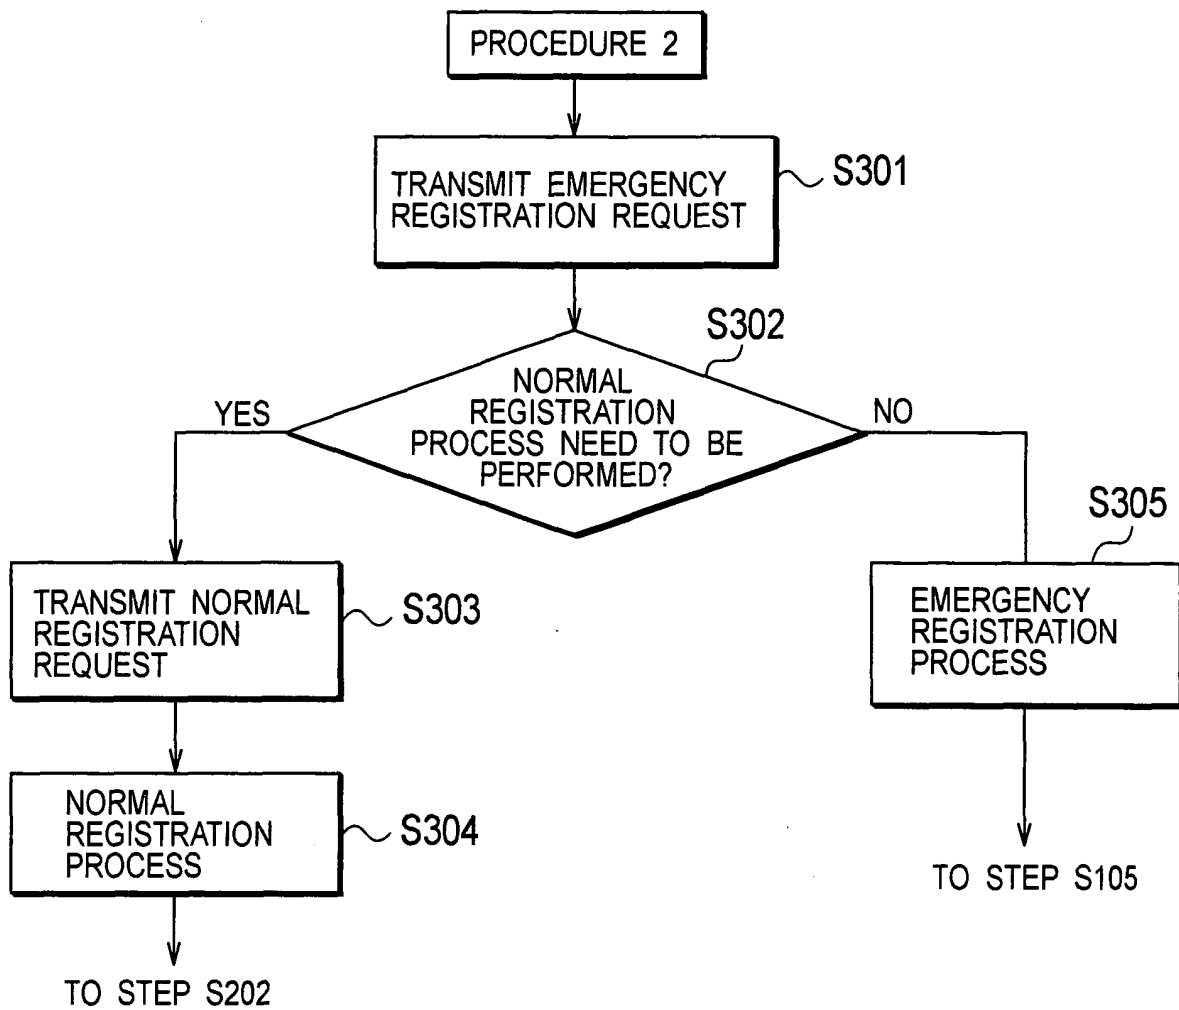 PROCEDURE 2
TRANSMIT EMERGENCY
REGISTRATION REQUEST
S301
S302
NORMAL
REGISTRATION
PROCESS NEED TO BE
PERFORMED?
YES
NO
S305
TRANSMIT NORMAL
REGISTRATION
REQUEST
S303
EMERGENCY
REGISTRATION
PROCESS
NORMAL
REGISTRATION
PROCESS
S304
TO STEP S105
TO STEP S202